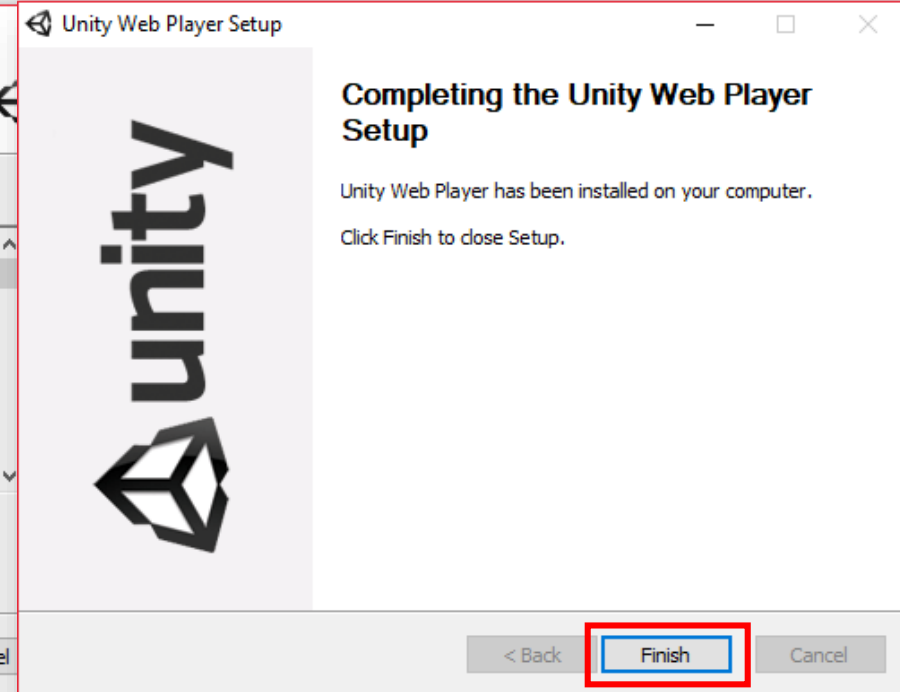 Unity Web Player Setup
Completing the Unity Web Player
Setup
Unity Web Player has been installed on your computer.
Click Finish to close Setup.
unity
el
< Back
Finish
Cancel